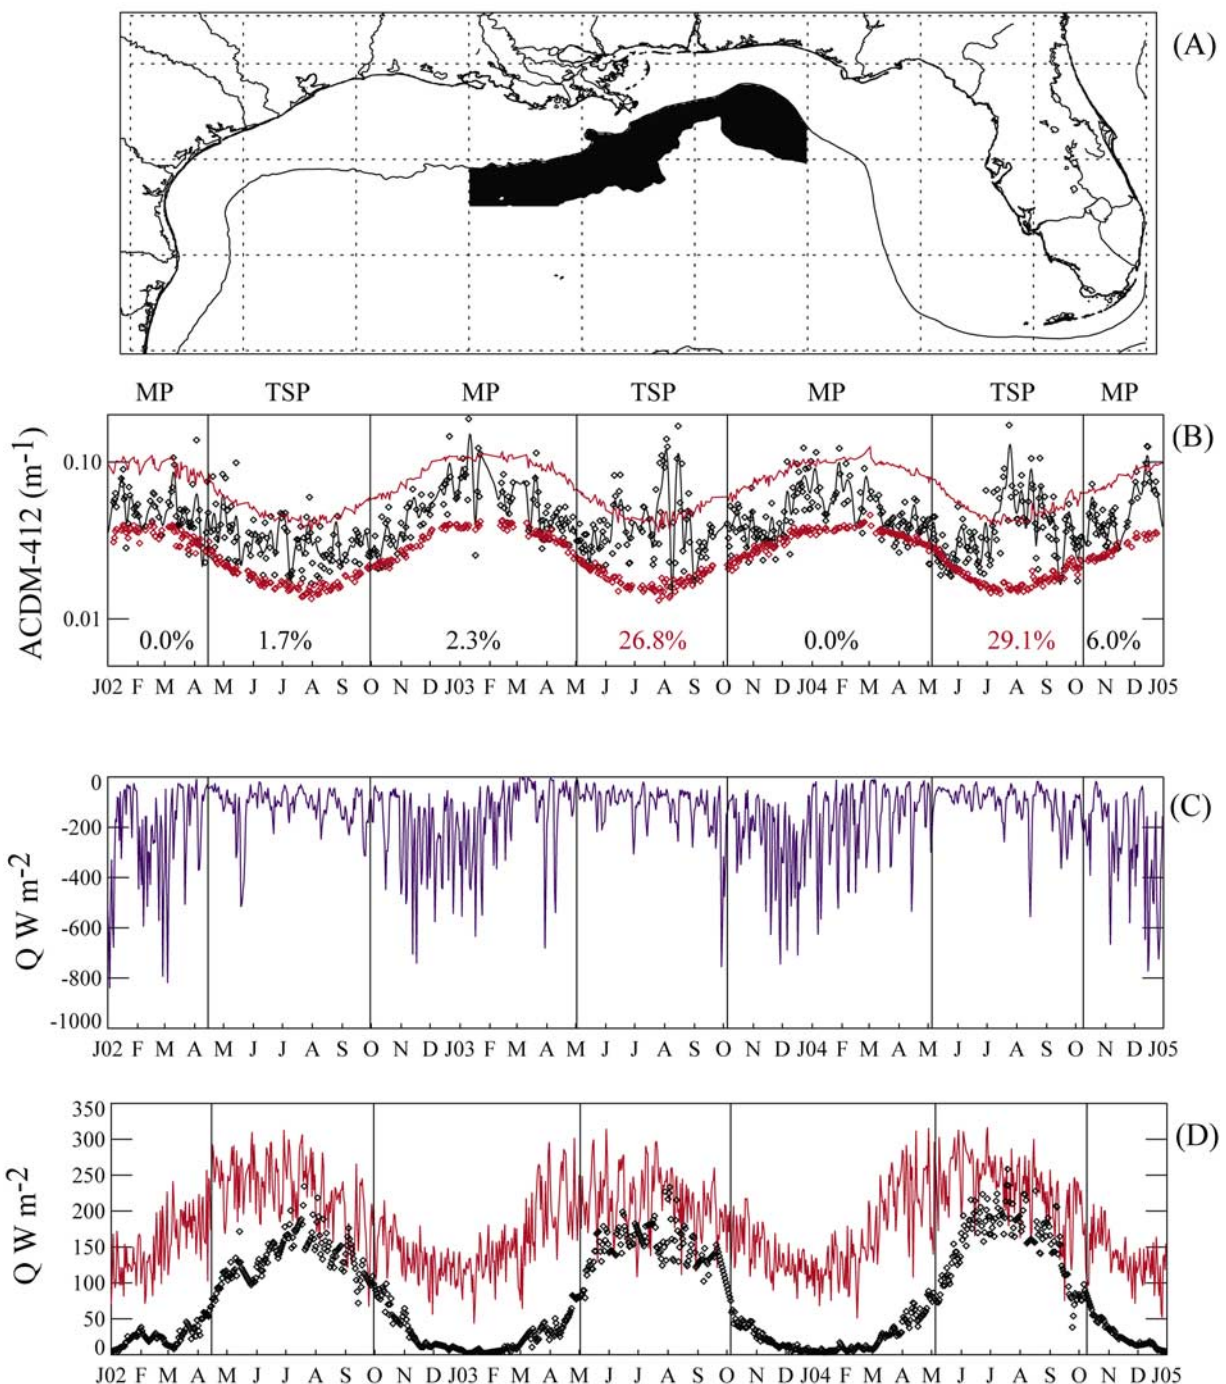 (A)
MP TSP MP TSP MP TSP MP
(B)
ACDM-412 (m⁻¹)
0.10
0.01
0.0% 1.7% 2.3% 26.8% 0.0% 29.1% 6.0%
J02 F M A M J J A S O N D J03 F M A M J J A S O N D J04 F M A M J J A S O N D J05
(C)
Q W m⁻²
0
-200
-400
-600
-800
-1000
J02 F M A M J J A S O N D J03 F M M J J A S O N D J04 F M A M J J A S O N D J05
(D)
Q W m⁻²
350
300
250
200
150
100
50
0
J02 F M A M J J A S O N D J03 F M A M J J A S O N D J04 F M A M J J A S O N D J05